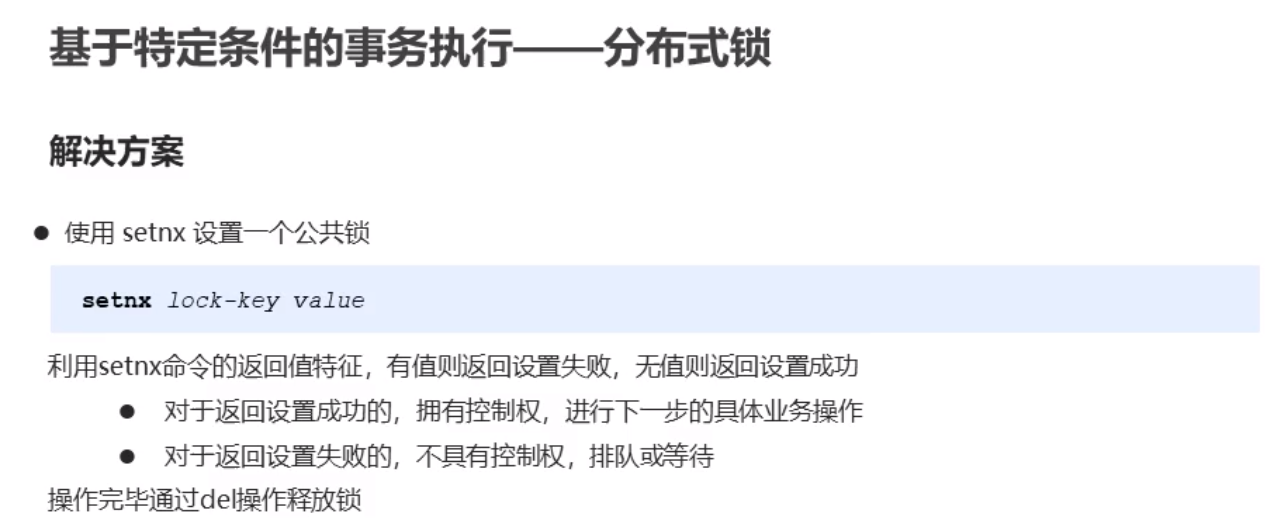 基于特定条件的事务执行——分布式锁
解决方案
● 使用 setnx 设置一个公共锁
setnx lock-key value
利用setnx命令的返回值特征，有值则返回设置失败，无值则返回设置成功
● 对于返回设置成功的，拥有控制权，进行下一步的具体业务操作
● 对于返回设置失败的，不具有控制权，排队或等待
操作完毕通过del操作释放锁